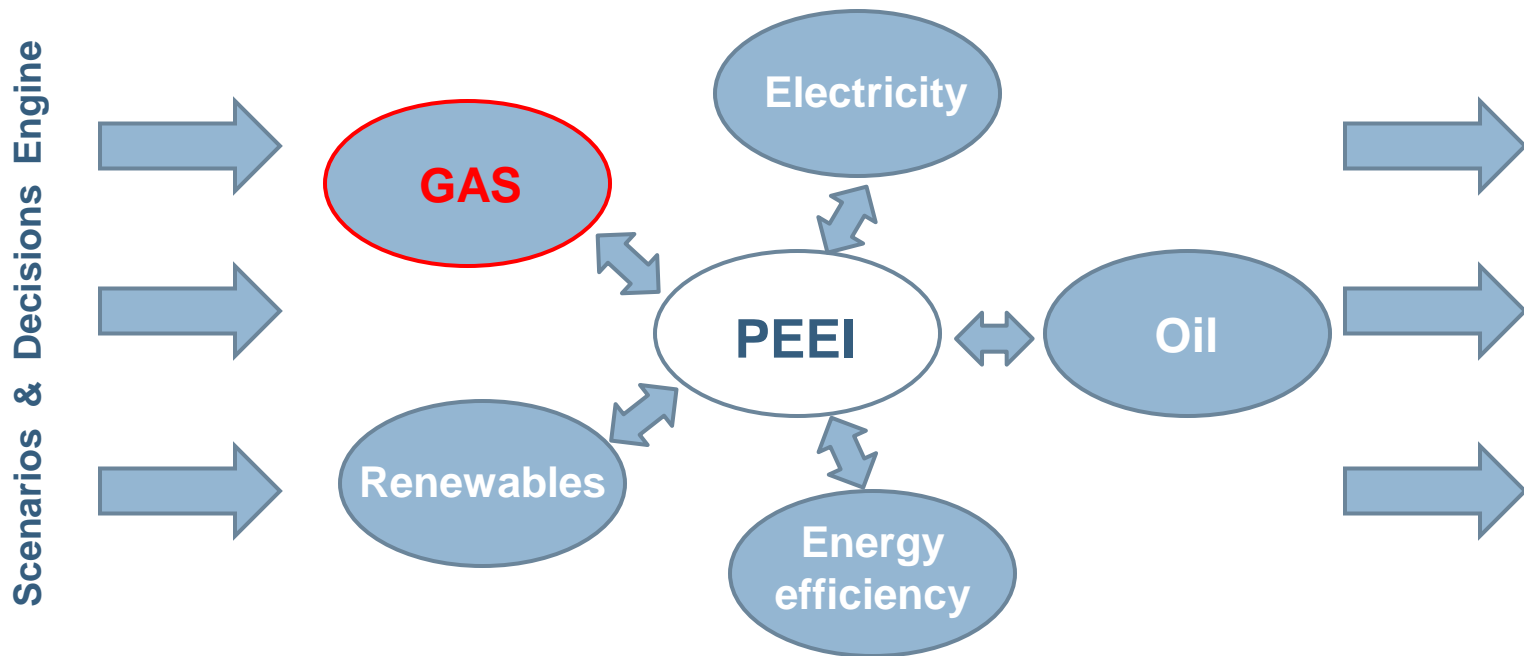 Scenarios & Decisions Engine
Electricity
GAS
PEEI
Oil
Renewables
Energy
efficiency